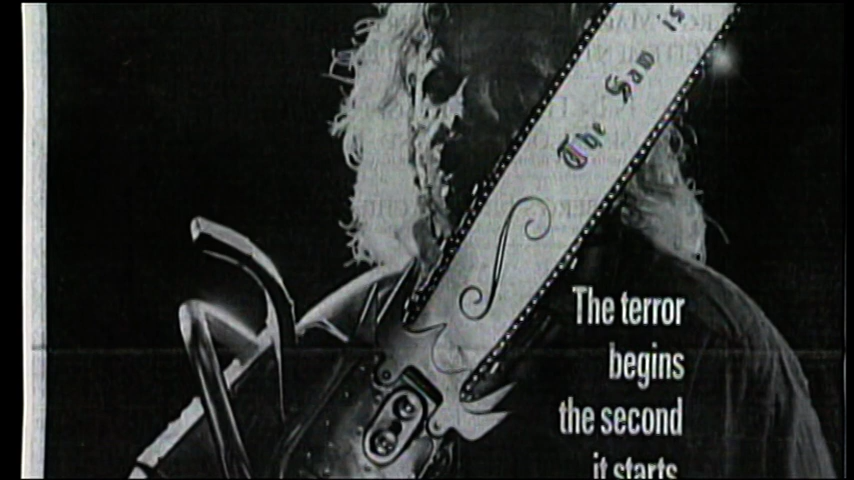 The Saw is
The terror
begins
the second
it starts.